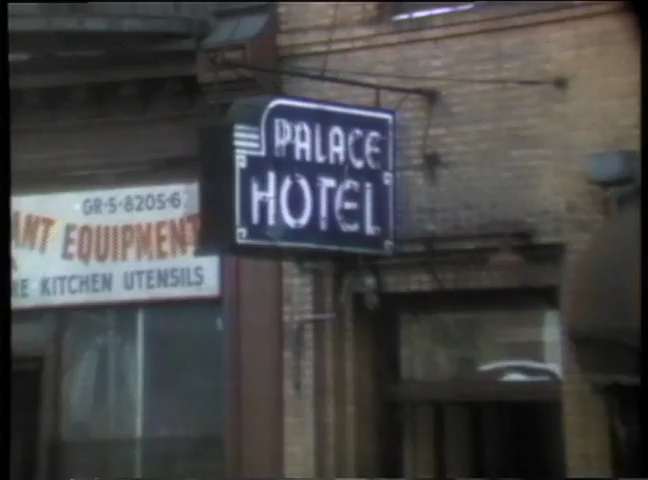 PALACE
HOTEL
GR-5-8205-6
ANT EQUIPMENT
RE KITCHEN UTENSILS